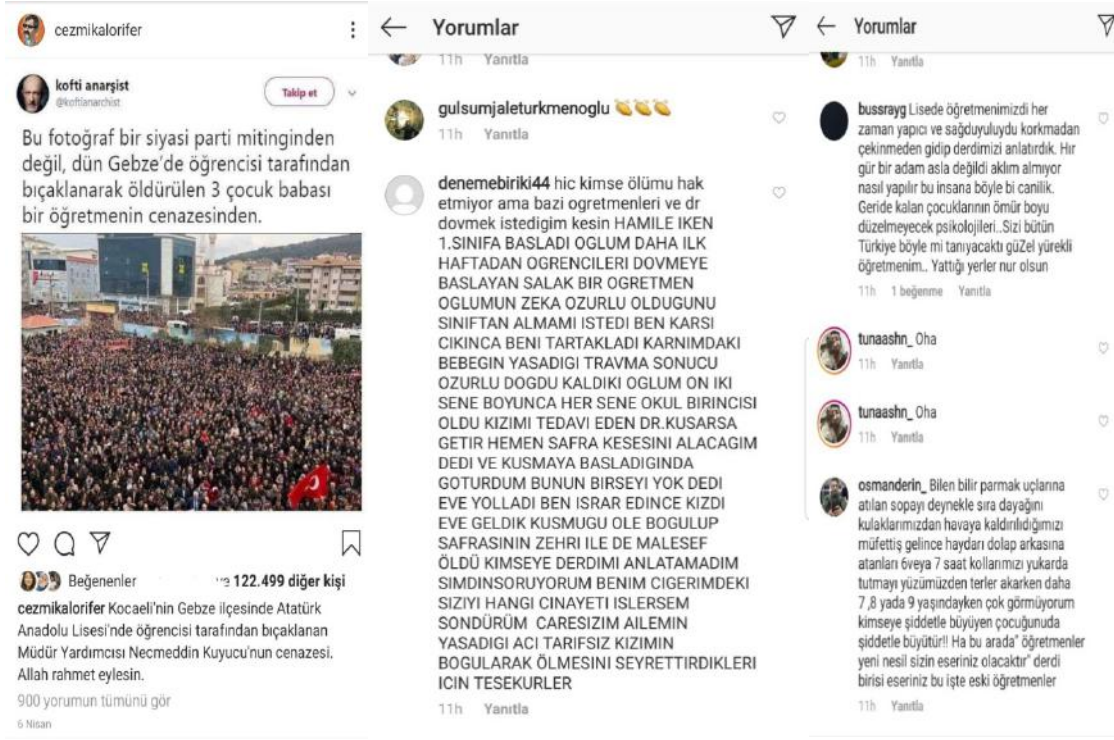 cezmikalorifer
kofti anarşist
@koftianarchist
Takip et
Bu fotoğraf bir siyasi parti mitinginden
değil, dün Gebze'de öğrencisi tarafından
bıçaklanarak öldürülen 3 çocuk babası
bir öğretmenin cenazesinden.
Beğenenler
ve 122.499 diğer kişi
cezmikalorifer Kocaeli'nin Gebze ilçesinde Atatürk
Anadolu Lisesi'nde öğrencisi tarafından bıçaklanan
Müdür Yardımcısı Necmeddin Kuyucu'nun cenazesi.
Allah rahmet eylesin.
900 yorumun tümünü gör
6 Nisan
Yorumlar
11h Yanıtla
gulsumjaleturkmenoglu 👏👏👏
11h Yanıtla
denemebiriki44 hic kimse ölümu hak
etmiyor ama bazi ogretmenleri ve dr
dovmek istedigim kesin HAMILE IKEN
1.SINIFA BASLADI OGLUM DAHA ILK
HAFTADAN OGRENCILERI DOVMEYE
BASLAYAN SALAK BIR OGRETMEN
OGLUMUN ZEKA OZURLU OLDUGUNU
SINIFTAN ALMAMI ISTEDI BEN KARSI
CIKINCA BENI TARTAKLADI KARNIMDAKI
BEBEGIN YASADIGI TRAVMA SONUCU
OZURLU DOGDU KALDIKI OGLUM ON IKI
SENE BOYUNCA HER SENE OKUL BIRINCISI
OLDU KIZIMI TEDAVI EDEN DR.KUSARSA
GETIR HEMEN SAFRA KESESINI ALACAGIM
DEDI VE KUSMAYA BASLADIGINDA
GOTURDUM BUNUN BIRSEYI YOK DEDI
EVE YOLLADI BEN ISRAR EDINCE KIZDI
EVE GELDIK KUSMUGU OLE BOGULUP
SAFRASININ ZEHRI ILE DE MALESEF
ÖLDÜ KIMSEYE DERDIMI ANLATAMADIM
SIMDINSORUYORUM BENIM CIGERIMDEKI
SIZIYI HANGI CINAYETI ISLERSEM
SONDÜRÜM CARESIZIM AILEMIN
YASADIGI ACI TARIFSIZ KIZIMIN
BOGULARAK ÖLMESINI SEYRETTIRDIKLERI
ICIN TESEKURLER
11h Yanıtla
Yorumlar
11h Yanıtla
bussrayg Lisede öğretmenimizdi her
zaman yapıcı ve sağduyuluydu korkmadan
çekinmeden gidip derdimizi anlatırdık. Hır
gür bir adam asla değildi aklım almıyor
nasıl yapılır bu insana böyle bi canilik.
Geride kalan çocuklarının ömür boyu
düzelmeyecek psikolojileri..Sizi bütün
Türkiye böyle mi tanıyacaktı güZel yürekli
öğretmenim.. Yattığı yerler nur olsun
11h 1 beğenme Yanıtla
tunaashn_ Oha
11h Yanıtla
tunaashn_ Oha
11h Yanıtla
osmanderin_ Bilen bilir parmak uçlarına
atılan sopayı deynekle sıra dayağını
kulaklarımızdan havaya kaldırılıdığımızı
müfettiş gelince haydarı dolap arkasına
atanları 6veya 7 saat kollarımızı yukarda
tutmayı yüzümüzden terler akarken daha
7 ,8 yada 9 yaşındayken çok görmüyorum
kimseye şiddetle büyüyen çocuğunuda
şiddetle büyütür!! Ha bu arada" öğretmenler
yeni nesil sizin eseriniz olacaktır" derdi
birisi eseriniz bu işte eski öğretmenler
11h Yanıtla